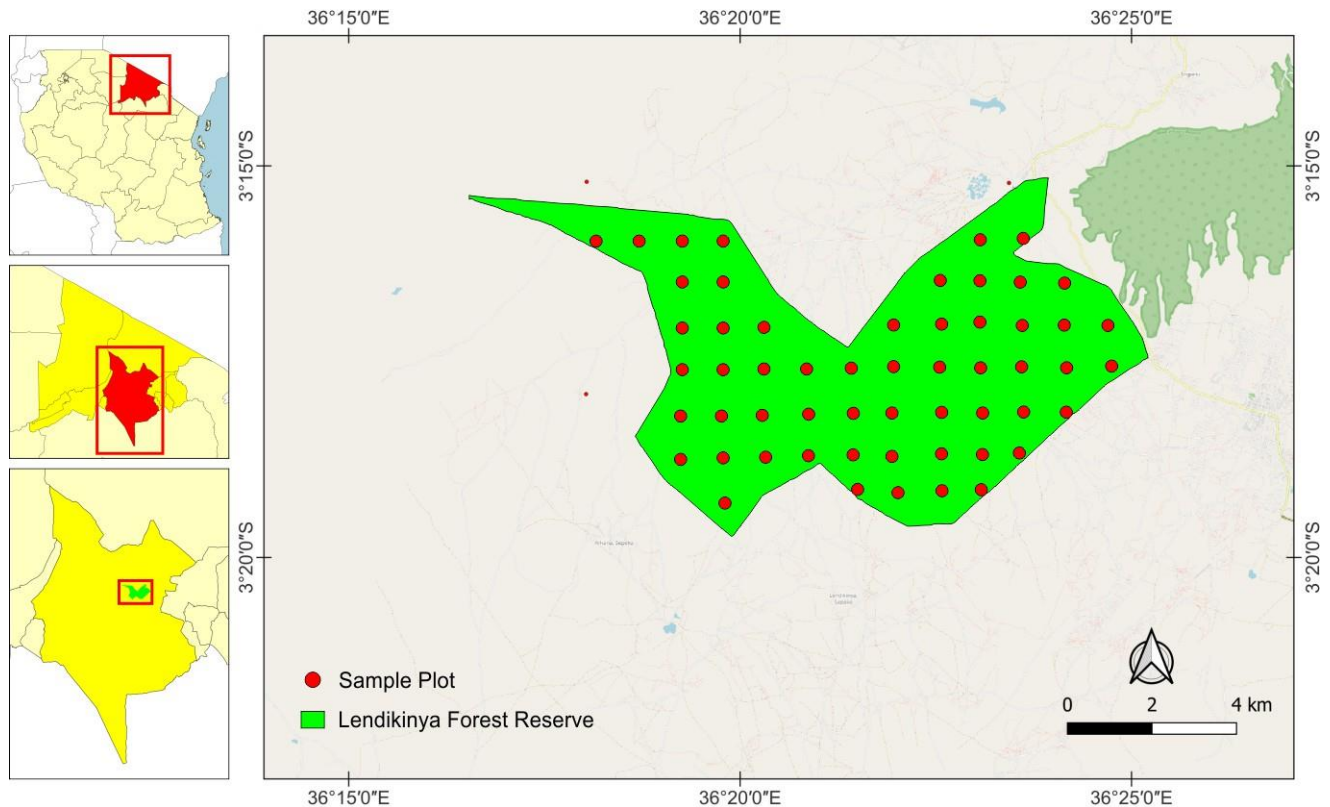 36°15′0″E 36°20′0″E 36°25′0″E
3°15′0″S 3°15′0″S
3°20′0″S 3°20′0″S
Sample Plot
Lendikinya Forest Reserve
0 2 4 km
36°15′0″E 36°20′0″E 36°25′0″E